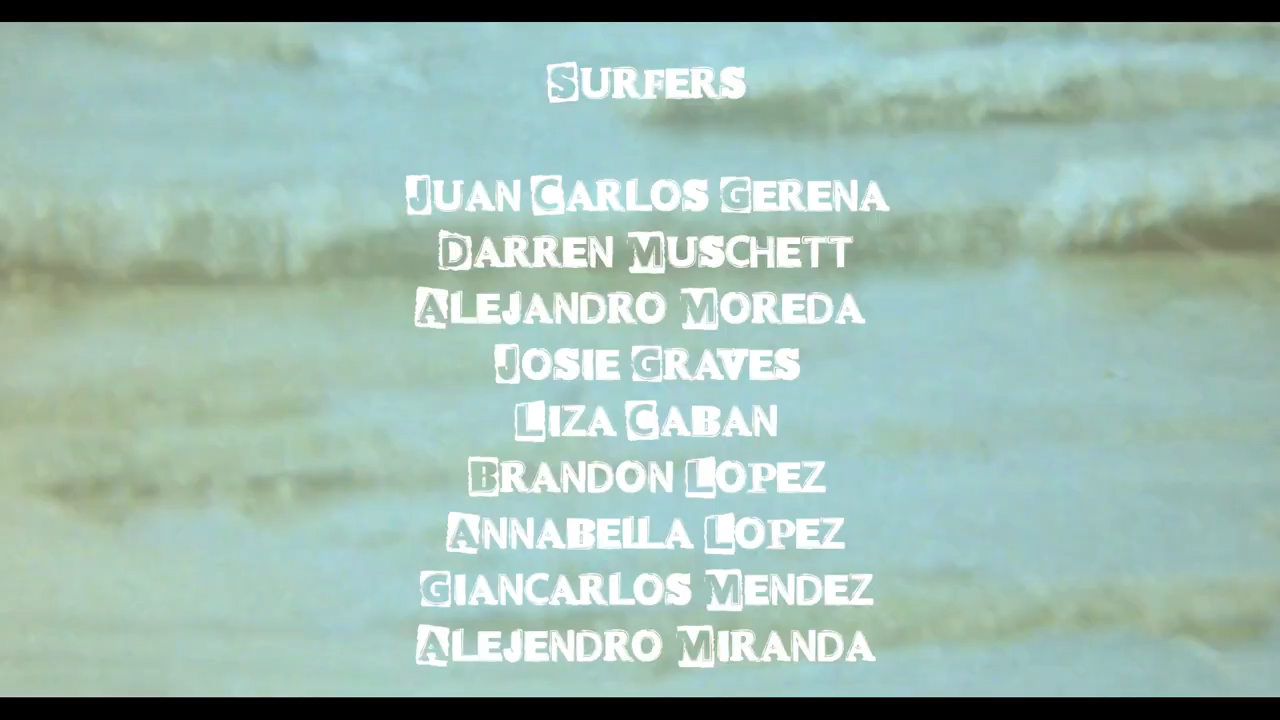 Surfers
Juan Carlos Gerena
Darren Muschett
Alejandro Moreda
Josie Graves
Liza Caban
Brandon Lopez
Annabella Lopez
Giancarlos Mendez
Alejendro Miranda